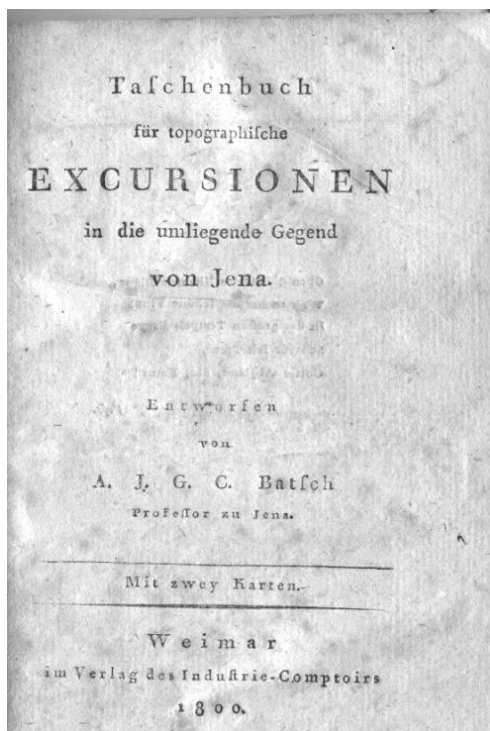 Taſchenbuch
für topographiſche
EXCURSIONEN
in die umliegende Gegend
von Jena.
Entworfen
von
A. J. G. C. Batſch
Profeſſor zu Jena.
Mit zwey Karten.
Weimar
im Verlag des Induſtrie-Comptoirs
1800.